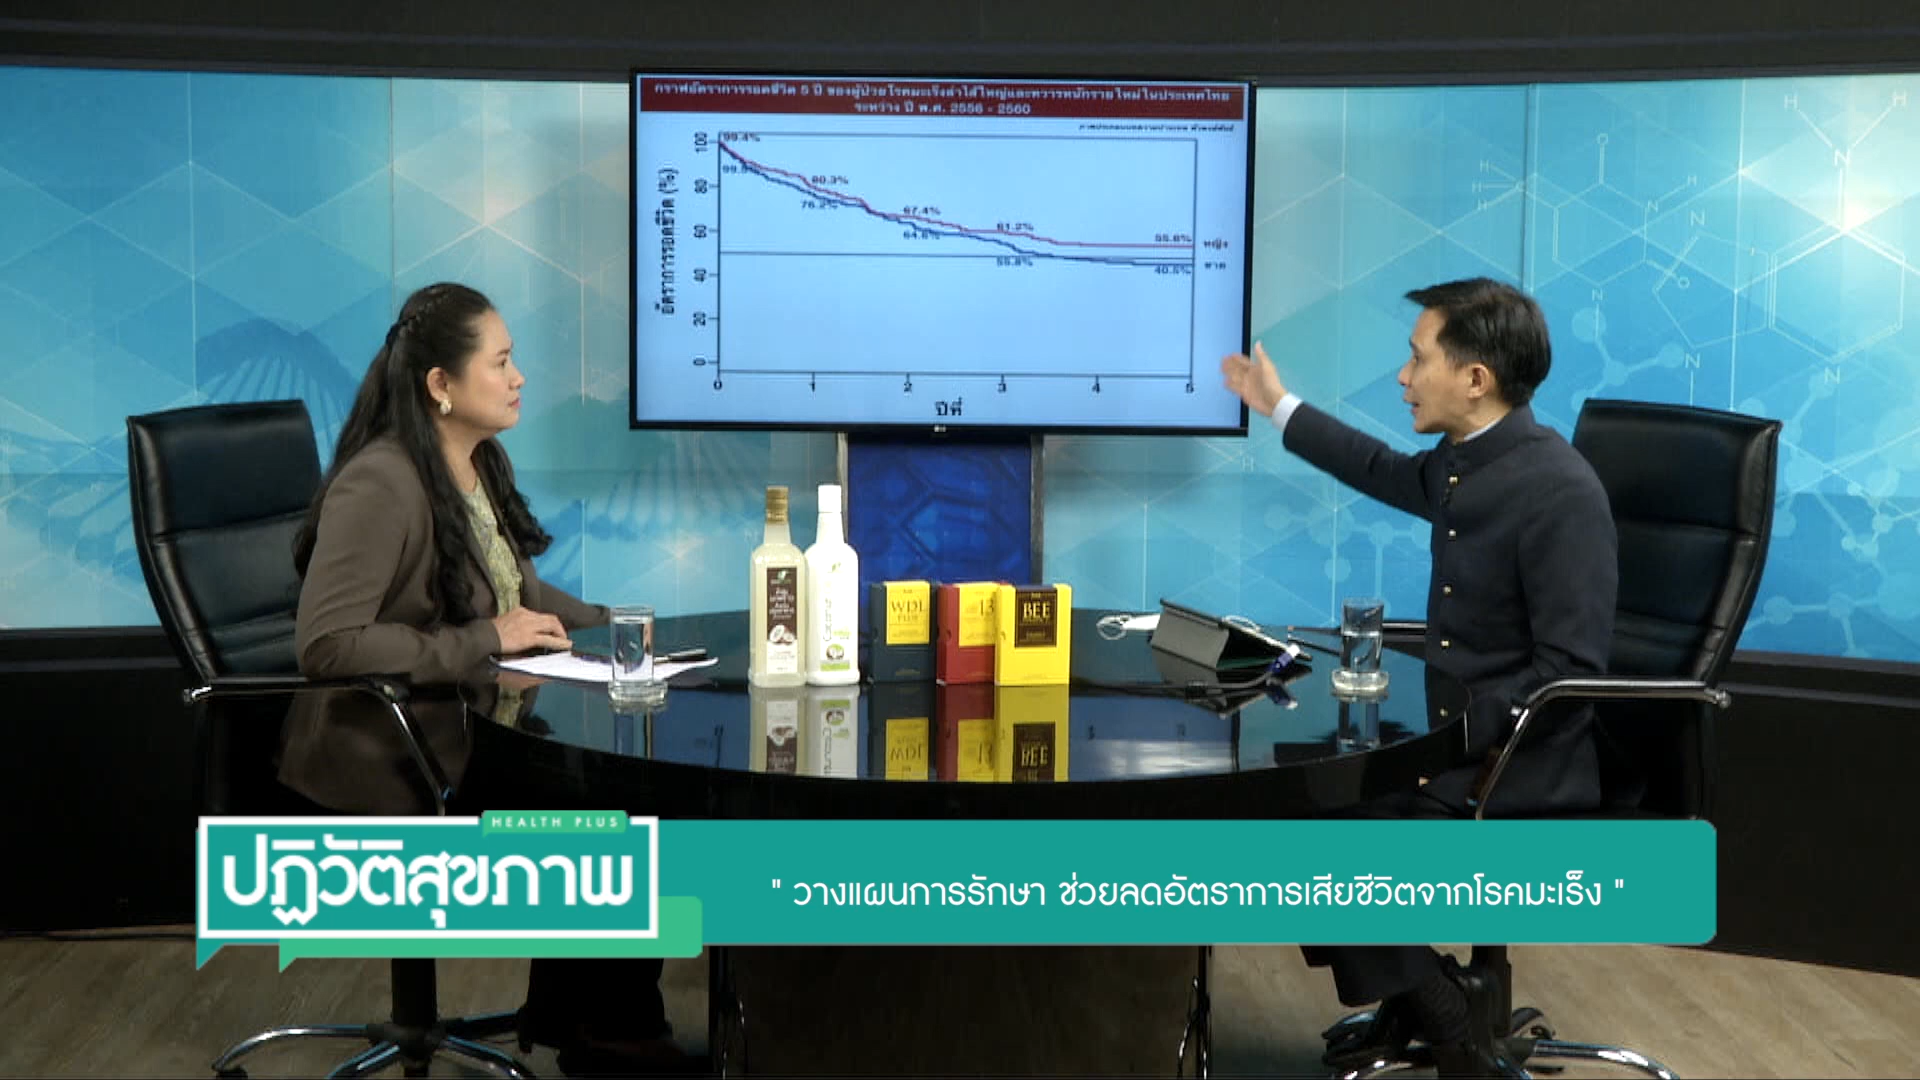 กราฟอัตราการรอดชีวิต 5 ปี ของผู้ป่วยโรคมะเร็งลำไส้ใหญ่และทวารหนักรายใหม่ในประเทศไทย
ระหว่าง ปี พ.ศ. 2556 - 2560
อัตราการรอดชีวิต (%)
100
80
60
40
20
0
99.4%
80.3%
76.2%
67.4%
64.6%
61.2%
55.8%
55.6%
40.5%
หญิง
ชาย
0 1 2 3 4 5
ปีที่
LG
Coconut
WDL
PLUS
13
BEE
HEALTH PLUS
ปฏิวัติสุขภาพ
" วางแผนการรักษา ช่วยลดอัตราการเสียชีวิตจากโรคมะเร็ง "